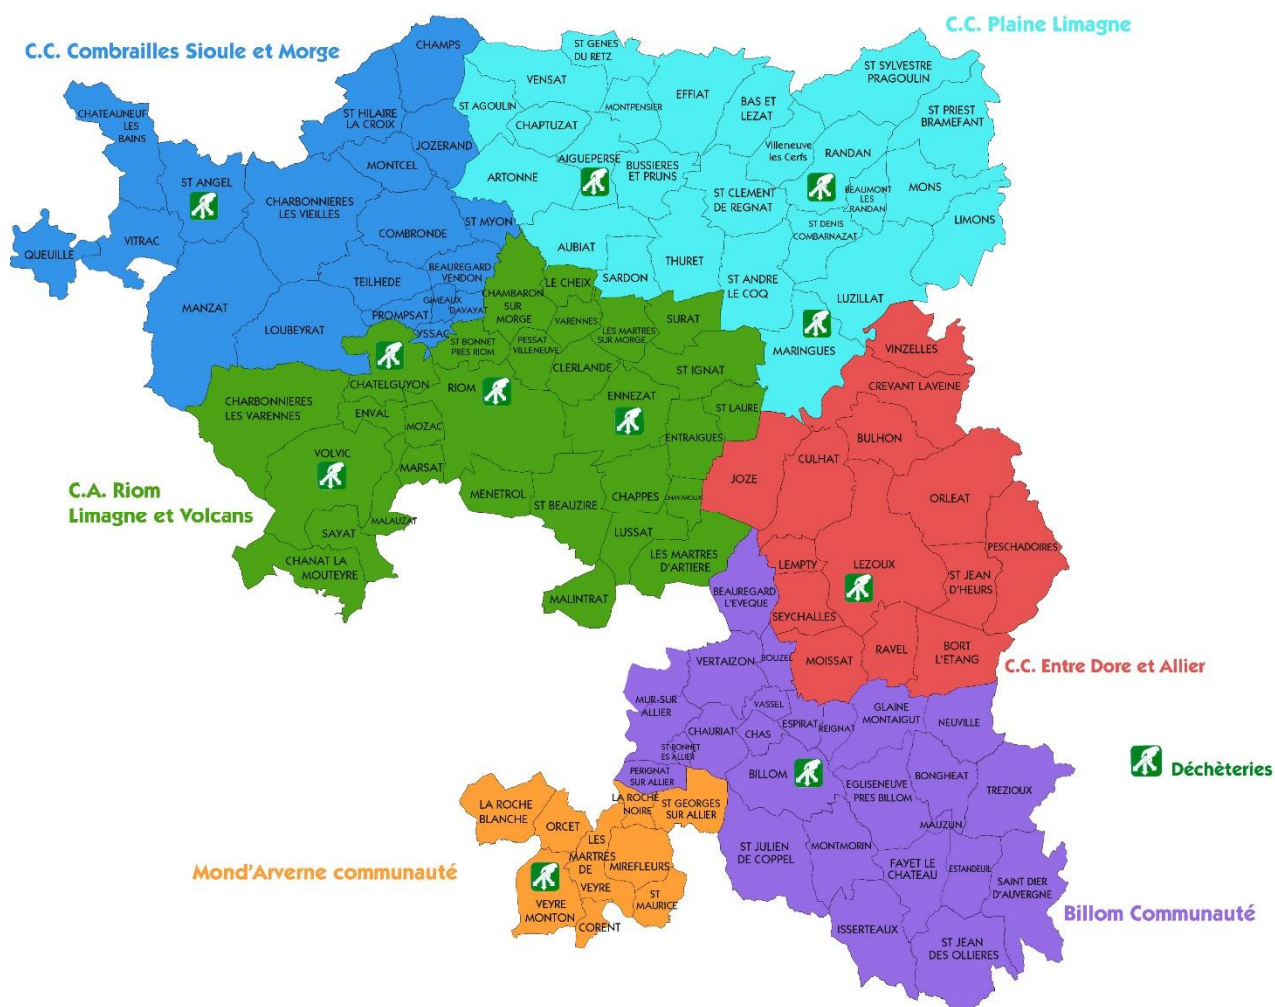 C.C. Combrailles Sioule et Morge
C.C. Plaine Limagne
CHAMPS
CHATEAUNEUF
LES
BAINS
ST HILAIRE
LA CROIX
JOZERAND
MONTCEL
ST ANGEL
CHARBONNIERES
LES VIEILLES
COMBRONDE
ST MYON
QUEUILLE
VITRAC
MANZAT
TEILHEDE
BEAUREGARD
VENDON
GIMEAUX
DAVAYAT
PROMPSAT
YSSAC
LOUBEYRAT
ST GENES
DU RETZ
VENSAT
ST AGOULIN
MONTPENSIER
CHAPTUZAT
EFFIAT
BAS ET
LEZAT
ST SYLVESTRE
PRAGOULIN
ST PRIEST
BRAMEFANT
Villeneuve
les Cerfs
RANDAN
AIGUEPERSE
BUSSIERES
ET PRUNS
ARTONNE
ST CLEMENT
DE REGNAT
BEAUMONT
LES
RANDAN
MONS
LIMONS
ST DENIS
COMBARNAZAT
AUBIAT
SARDON
THURET
ST ANDRE
LE COQ
LUZILLAT
MARINGUES
LE CHEIX
CHAMBARON
SUR
MORGE
VARENNES
LES MARTRES
SUR MORGE
SURAT
ST BONNET
PRES RIOM
PESSAT
VILLENEUVE
CLERLANDE
ST IGNAT
CHATELGUYON
RIOM
ENNEZAT
ST LAURE
CHARBONNIERES
LES VARENNES
ENVAL
MOZAC
ENTRAIGUES
VOLVIC
MARSAT
C.A. Riom
Limagne et Volcans
MENETROL
ST BEAUZIRE
CHAPPES
CHAVAROUX
MALAUZAT
SAYAT
LUSSAT
CHANAT LA
MOUTEYRE
LES MARTRES
D'ARTIERE
MALINTRAT
VINZELLES
CREVANT LAVEINE
BULHON
CULHAT
JOZE
ORLEAT
PESCHADOIRES
LEMPTY
LEZOUX
ST JEAN
D'HEURS
SEYCHALLES
MOISSAT
RAVEL
BORT
L'ETANG
C.C. Entre Dore et Allier
BEAUREGARD
L'EVEQUE
VERTAIZON
BOUZEL
MUR-SUR
ALLIER
VASSEL
ESPIRAT
REIGNAT
GLAINE
MONTAIGUT
NEUVILLE
CHAURIAT
CHAS
ST BONNET
ES ALLIER
PERIGNAT
SUR ALLIER
BILLOM
EGLISENEUVE
PRES BILLOM
BONGHEAT
TREZIOUX
MAUZUN
ST JULIEN
DE COPPEL
MONTMORIN
FAYET LE
CHATEAU
ESTANDEUIL
SAINT DIER
D'AUVERGNE
ISSERTEAUX
ST JEAN
DES OLLIERES
Billom Communauté
Déchèteries
LA ROCHE
BLANCHE
ORCET
LA ROCHE
NOIRE
ST GEORGES
SUR ALLIER
LES
MARTRES
DE
VEYRE
MIREFLEURS
ST
MAURICE
VEYRE
MONTON
CORENT
Mond'Arverne communauté